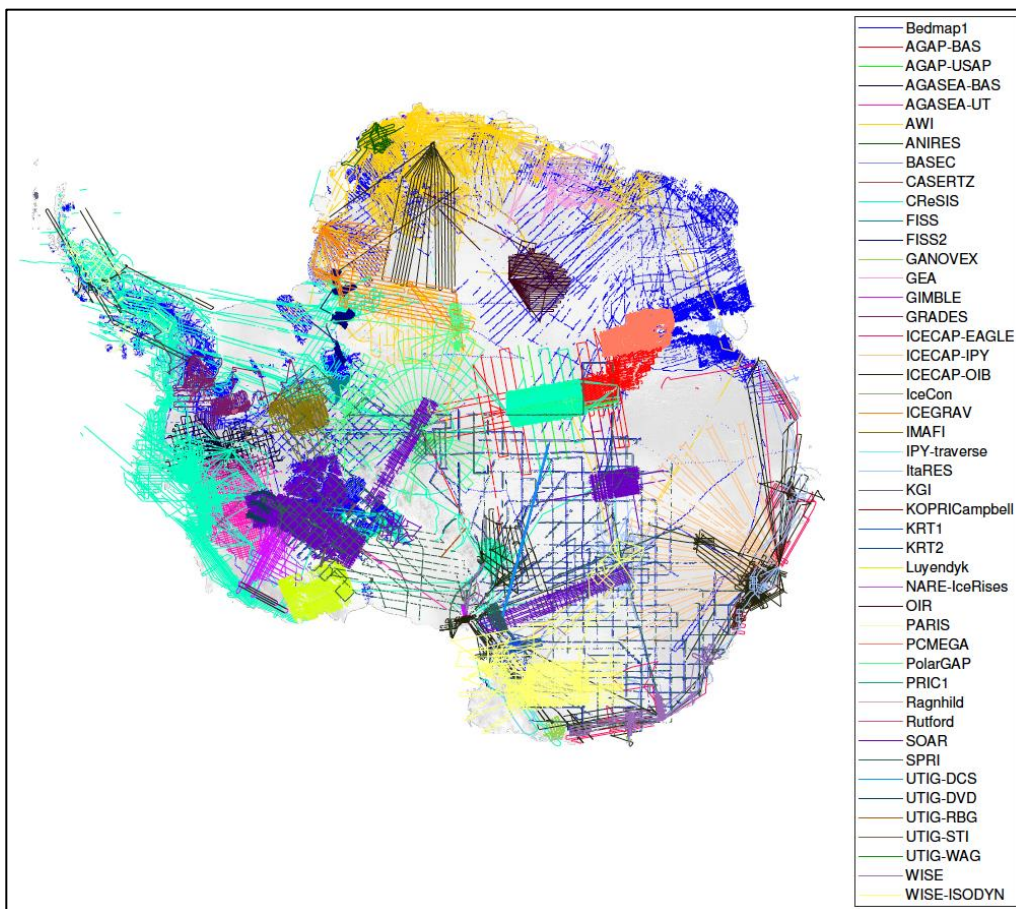 Bedmap1
AGAP-BAS
AGAP-USAP
AGASEA-BAS
AGASEA-UT
AWI
ANIRES
BASEC
CASERTZ
CReSIS
FISS
FISS2
GANOVEX
GEA
GIMBLE
GRADES
ICECAP-EAGLE
ICECAP-IPY
ICECAP-OIB
IceCon
ICEGRAV
IMAFI
IPY-traverse
ItaRES
KGI
KOPRICampbell
KRT1
KRT2
Luyendyk
NARE-IceRises
OIR
PARIS
PCMEGA
PolarGAP
PRIC1
Ragnhild
Rutford
SOAR
SPRI
UTIG-DCS
UTIG-DVD
UTIG-RBG
UTIG-STI
UTIG-WAG
WISE
WISE-ISODYN